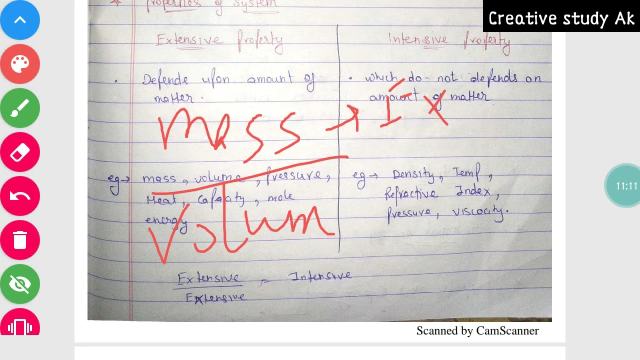 Creative study Ak
* Properties of System
Extensive Property
Intensive Property
• Depends upon amount of
matter.
• which do not depends on
amount of matter
mass → I x
eg → mass, volume, Pressure,
Heat, Capacity, mole
energy
eg → Density, Temp,
Refractive Index,
Pressure, viscocity.
Volum
Extensive = Intensive
Extensive
11:11
Scanned by CamScanner